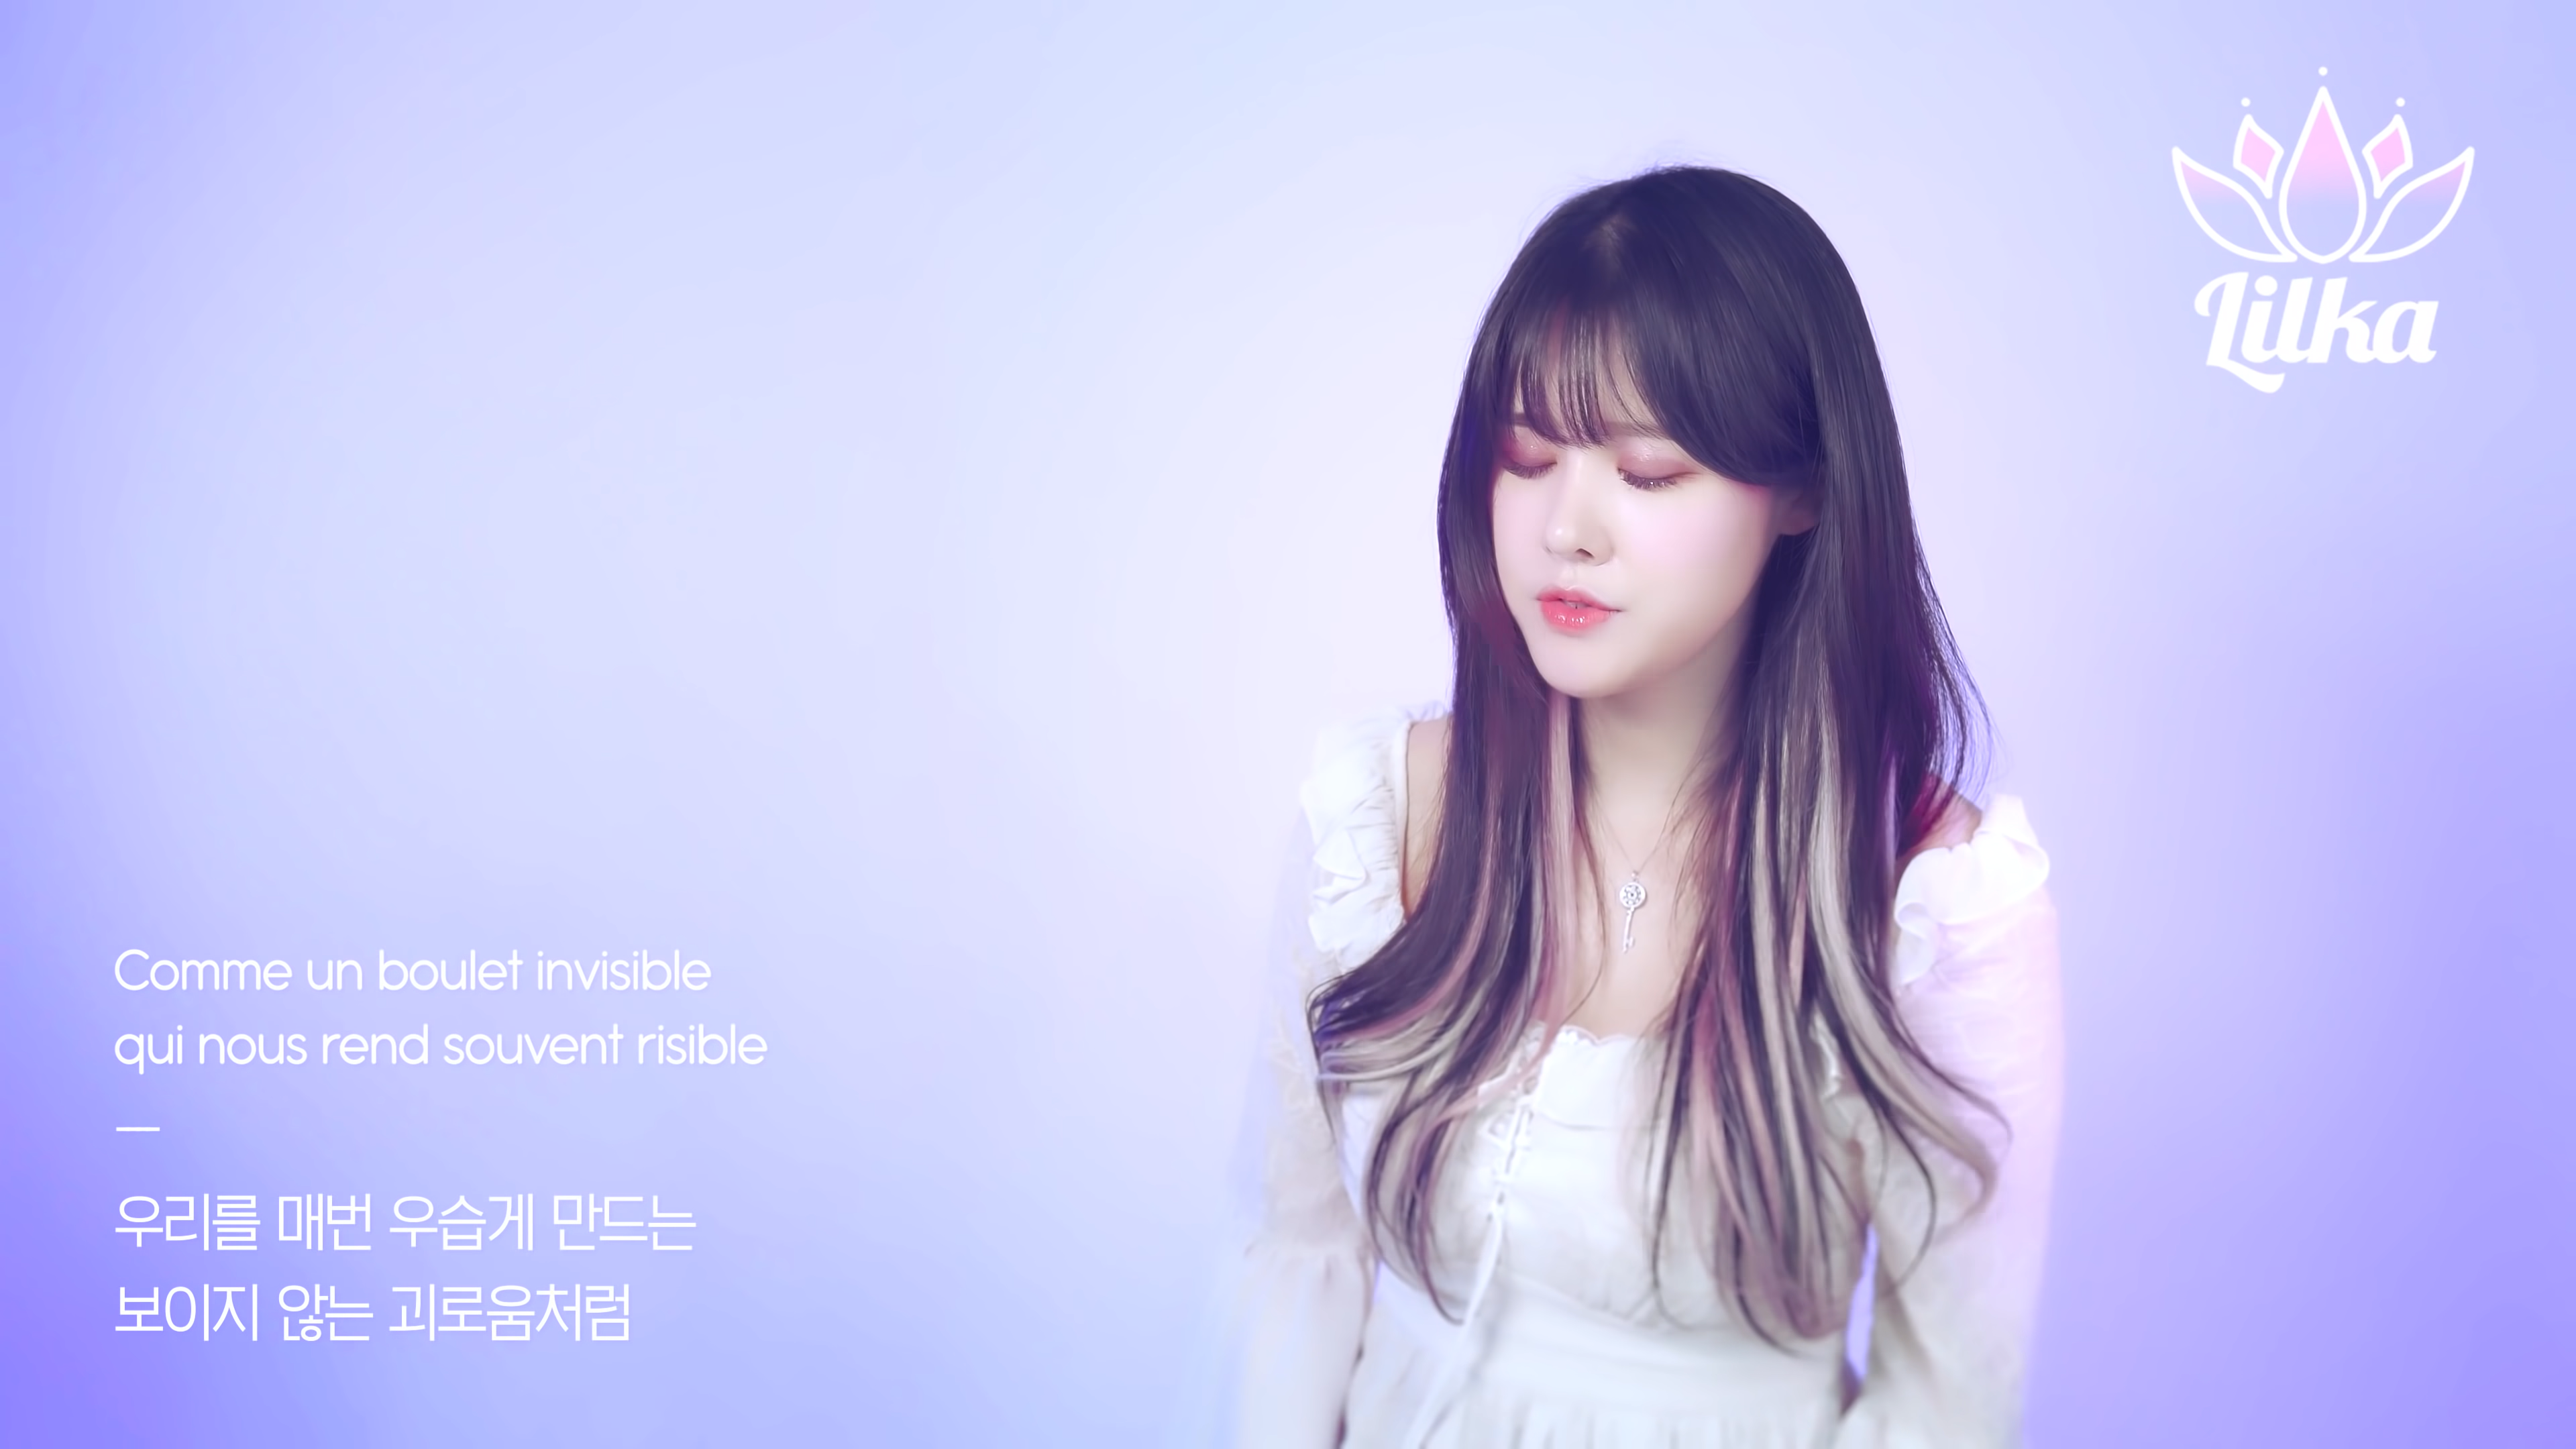 Lilka
Comme un boulet invisible
qui nous rend souvent risible
—
우리를 매번 우습게 만드는
보이지 않는 괴로움처럼